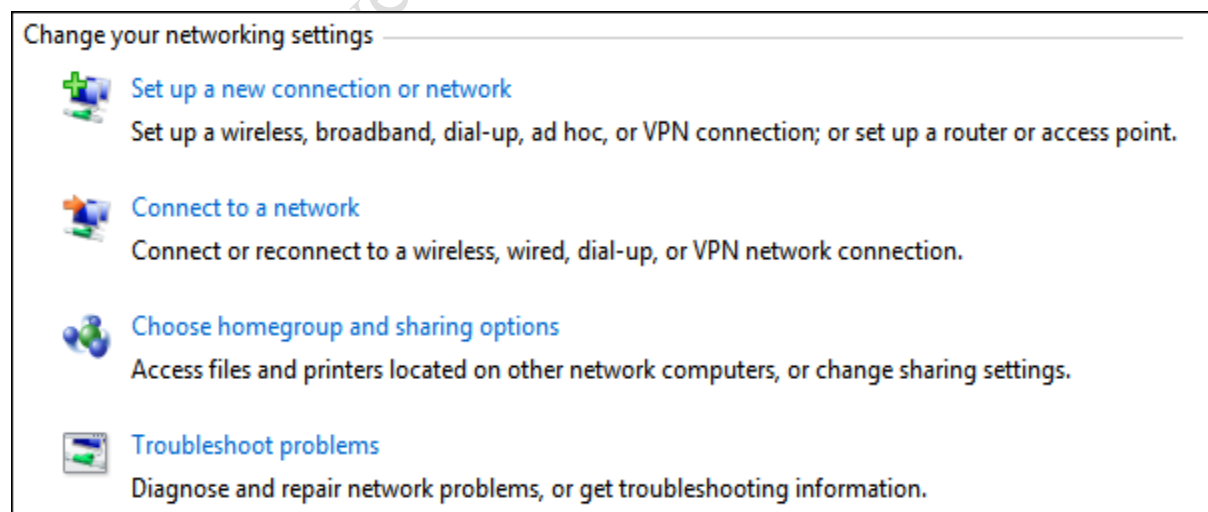 Change your networking settings
Set up a new connection or network
Set up a wireless, broadband, dial-up, ad hoc, or VPN connection; or set up a router or access point.
Connect to a network
Connect or reconnect to a wireless, wired, dial-up, or VPN network connection.
Choose homegroup and sharing options
Access files and printers located on other network computers, or change sharing settings.
Troubleshoot problems
Diagnose and repair network problems, or get troubleshooting information.